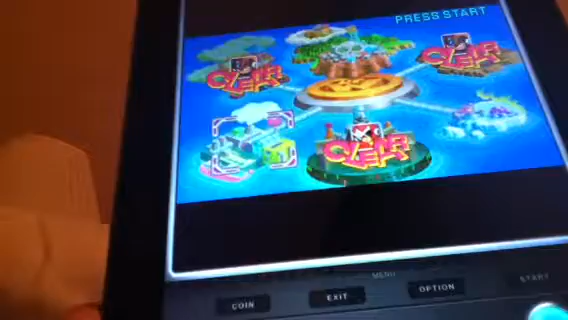 PRESS START
CLEAR
CLEAR
CLEAR
MENU
COIN
EXIT
OPTION
START